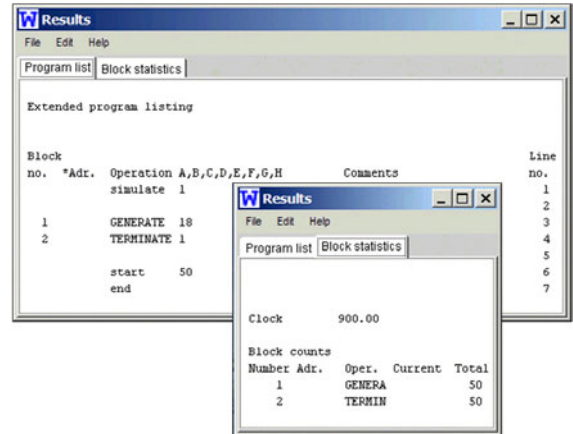 W Results
File Edit Help
Program list Block statistics
Extended program listing
Block Line
no. *Adr. Operation A,B,C,D,E,F,G,H Comments no.
simulate 1 1
2
1 GENERATE 18 3
2 TERMINATE 1 4
5
start 50 6
end 7
W Results
File Edit Help
Program list Block statistics
Clock 900.00
Block counts
Number Adr. Oper. Current Total
1 GENERA 50
2 TERMIN 50